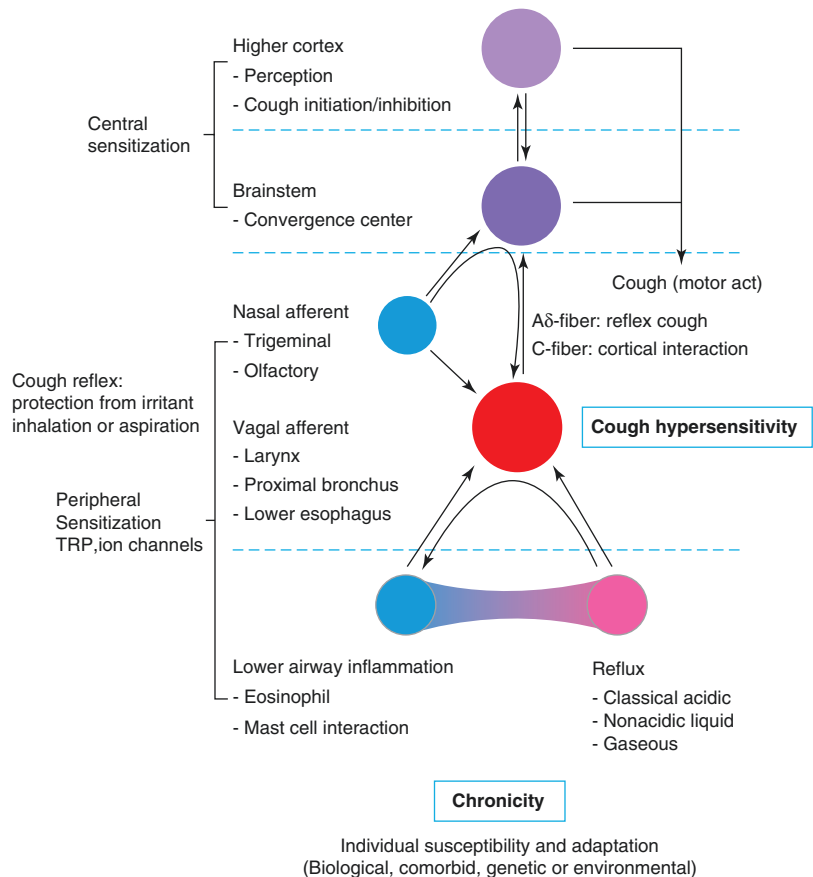 Higher cortex
- Perception
- Cough initiation/inhibition
Central
sensitization
Brainstem
- Convergence center
Cough (motor act)
Nasal afferent
- Trigeminal
- Olfactory
Aδ-fiber: reflex cough
C-fiber: cortical interaction
Cough reflex:
protection from irritant
inhalation or aspiration
Vagal afferent
- Larynx
- Proximal bronchus
- Lower esophagus
Cough hypersensitivity
Peripheral
Sensitization
TRP,ion channels
Lower airway inflammation
- Eosinophil
- Mast cell interaction
Reflux
- Classical acidic
- Nonacidic liquid
- Gaseous
Chronicity
Individual susceptibility and adaptation
(Biological, comorbid, genetic or environmental)